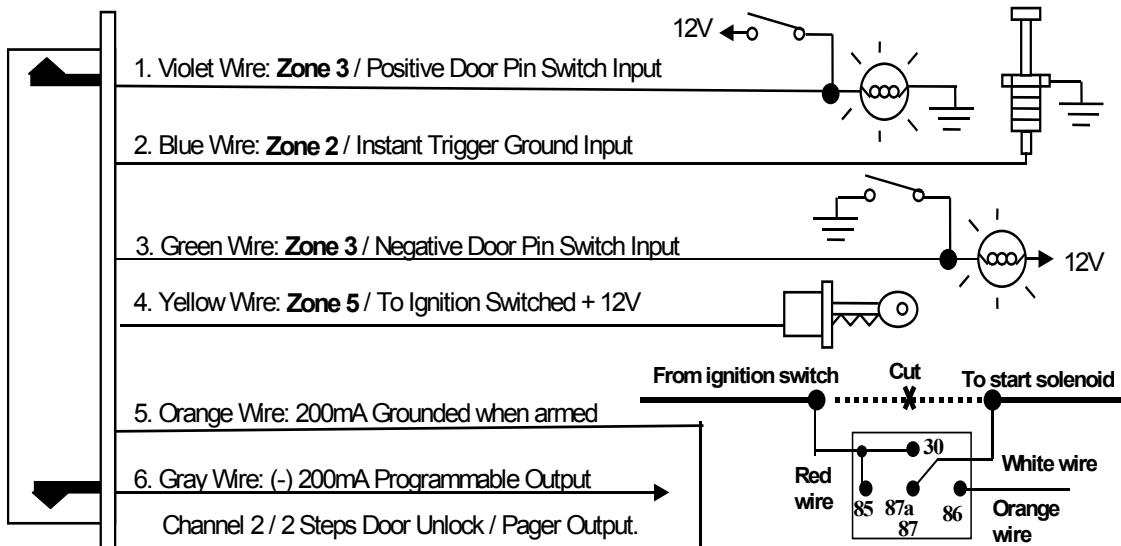 12V
1. Violet Wire: Zone 3 / Positive Door Pin Switch Input
2. Blue Wire: Zone 2 / Instant Trigger Ground Input
3. Green Wire: Zone 3 / Negative Door Pin Switch Input
12V
4. Yellow Wire: Zone 5 / To Ignition Switched + 12V
From ignition switch
Cut
To start solenoid
5. Orange Wire: 200mA Grounded when armed
30
6. Gray Wire: (-) 200mA Programmable Output
Channel 2 / 2 Steps Door Unlock / Pager Output.
Red
wire
White wire
85
87a
87
86
Orange
wire